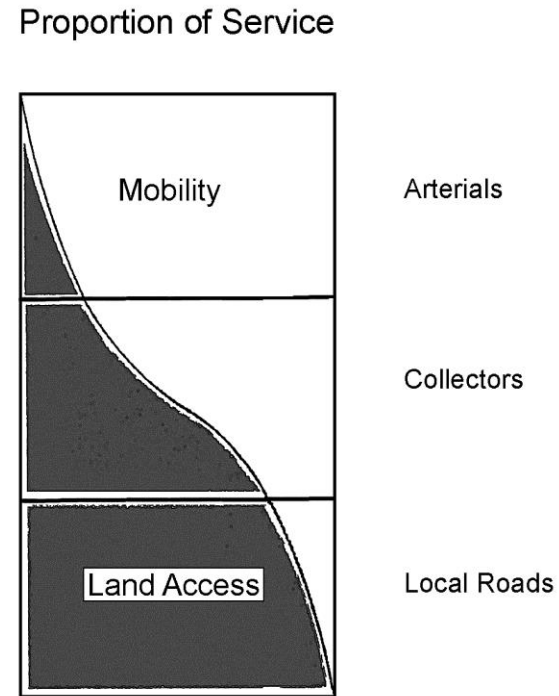 Proportion of Service
Mobility
Arterials
Collectors
Land Access
Local Roads